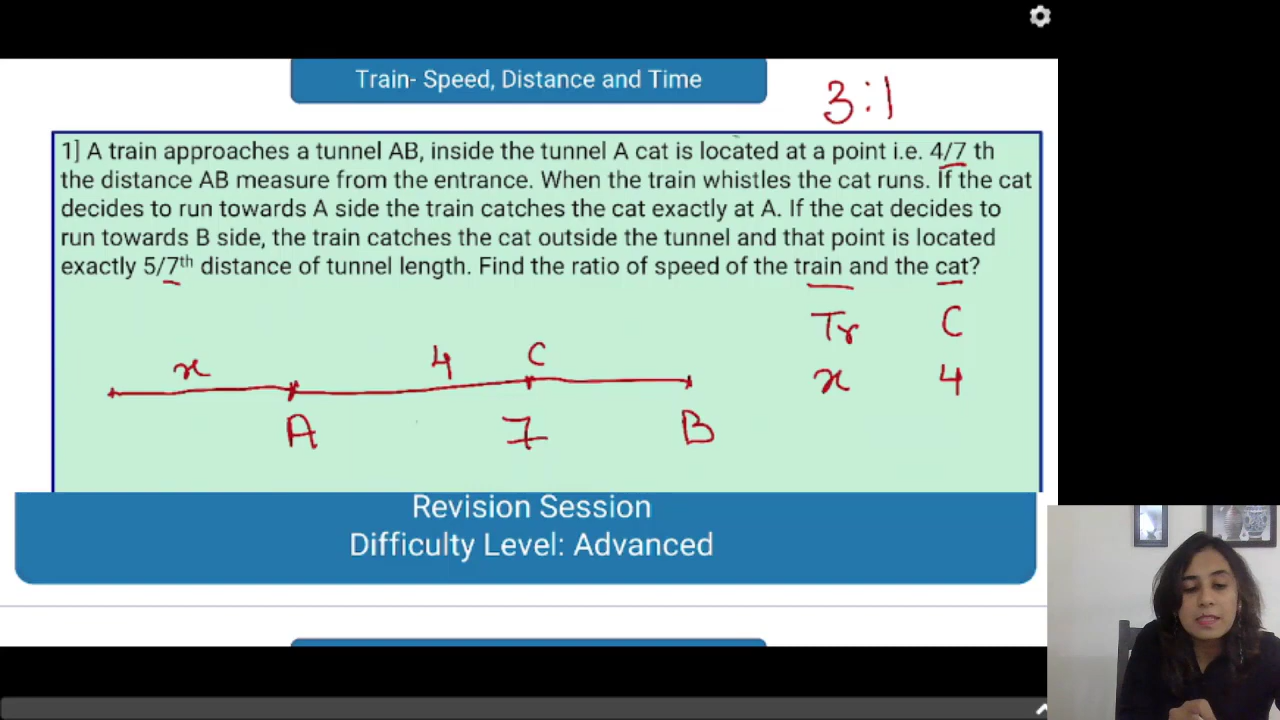 Train- Speed, Distance and Time
3:1
1] A train approaches a tunnel AB, inside the tunnel A cat is located at a point i.e. 4/7 th
the distance AB measure from the entrance. When the train whistles the cat runs. If the cat
decides to run towards A side the train catches the cat exactly at A. If the cat decides to
run towards B side, the train catches the cat outside the tunnel and that point is located
exactly 5/7th distance of tunnel length. Find the ratio of speed of the train and the cat?
Tr C
x 4
x 4 C
A 7 B
Revision Session
Difficulty Level: Advanced